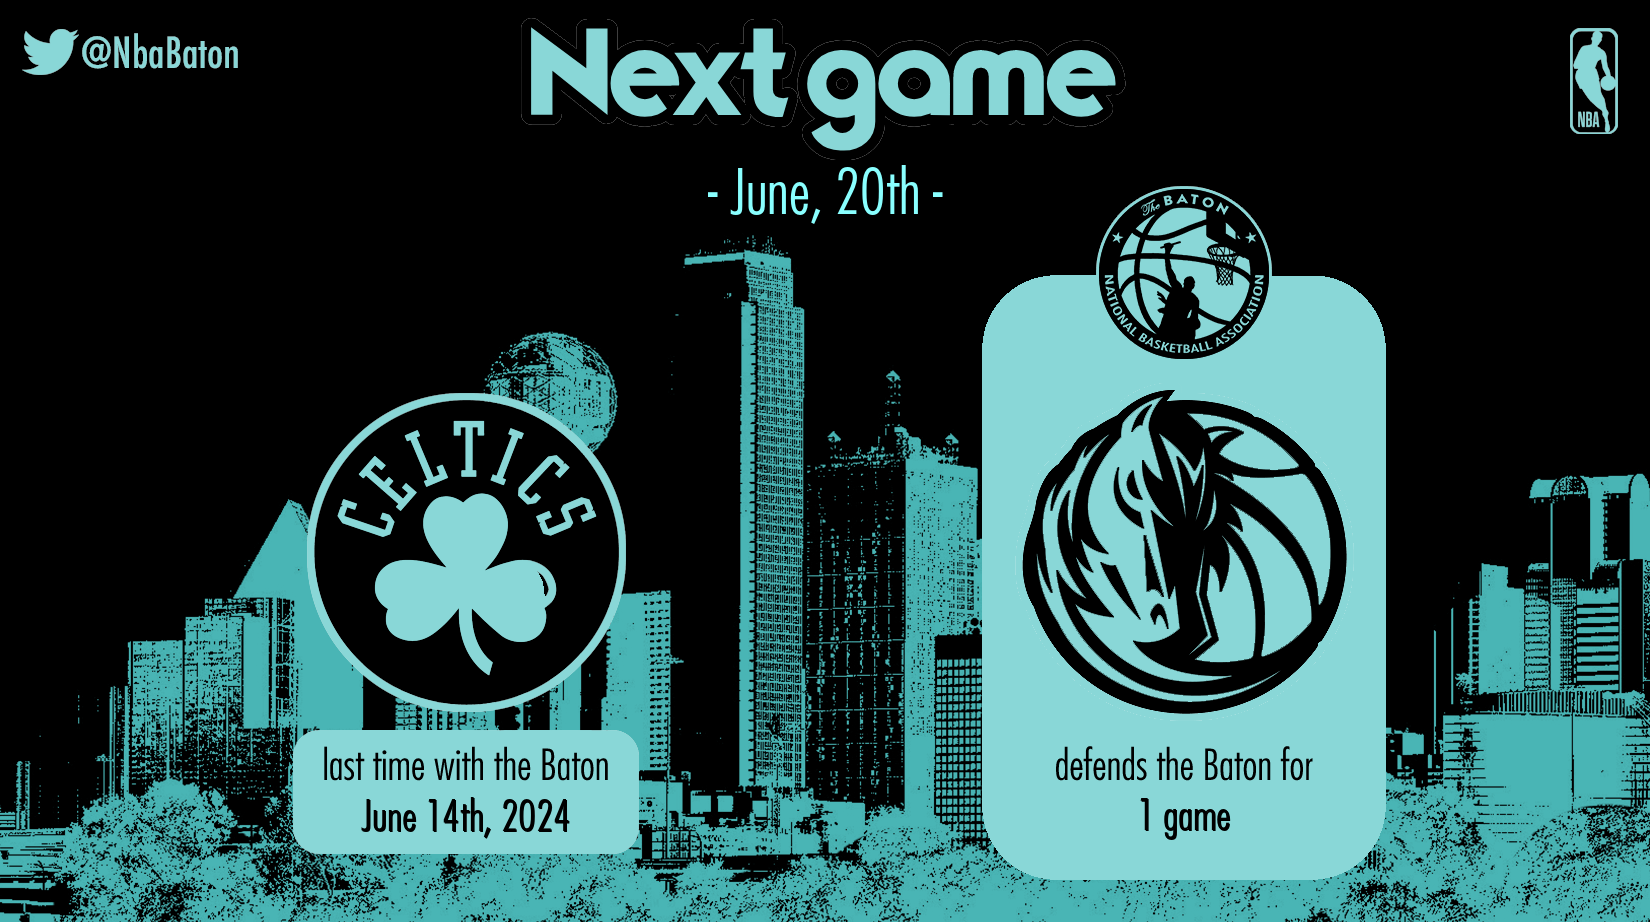 @NbaBaton
Next game
NBA
- June, 20th -
The BATON
NATIONAL BASKETBALL ASSOCIATION
CELTICS
last time with the Baton
June 14th, 2024
defends the Baton for
1 game